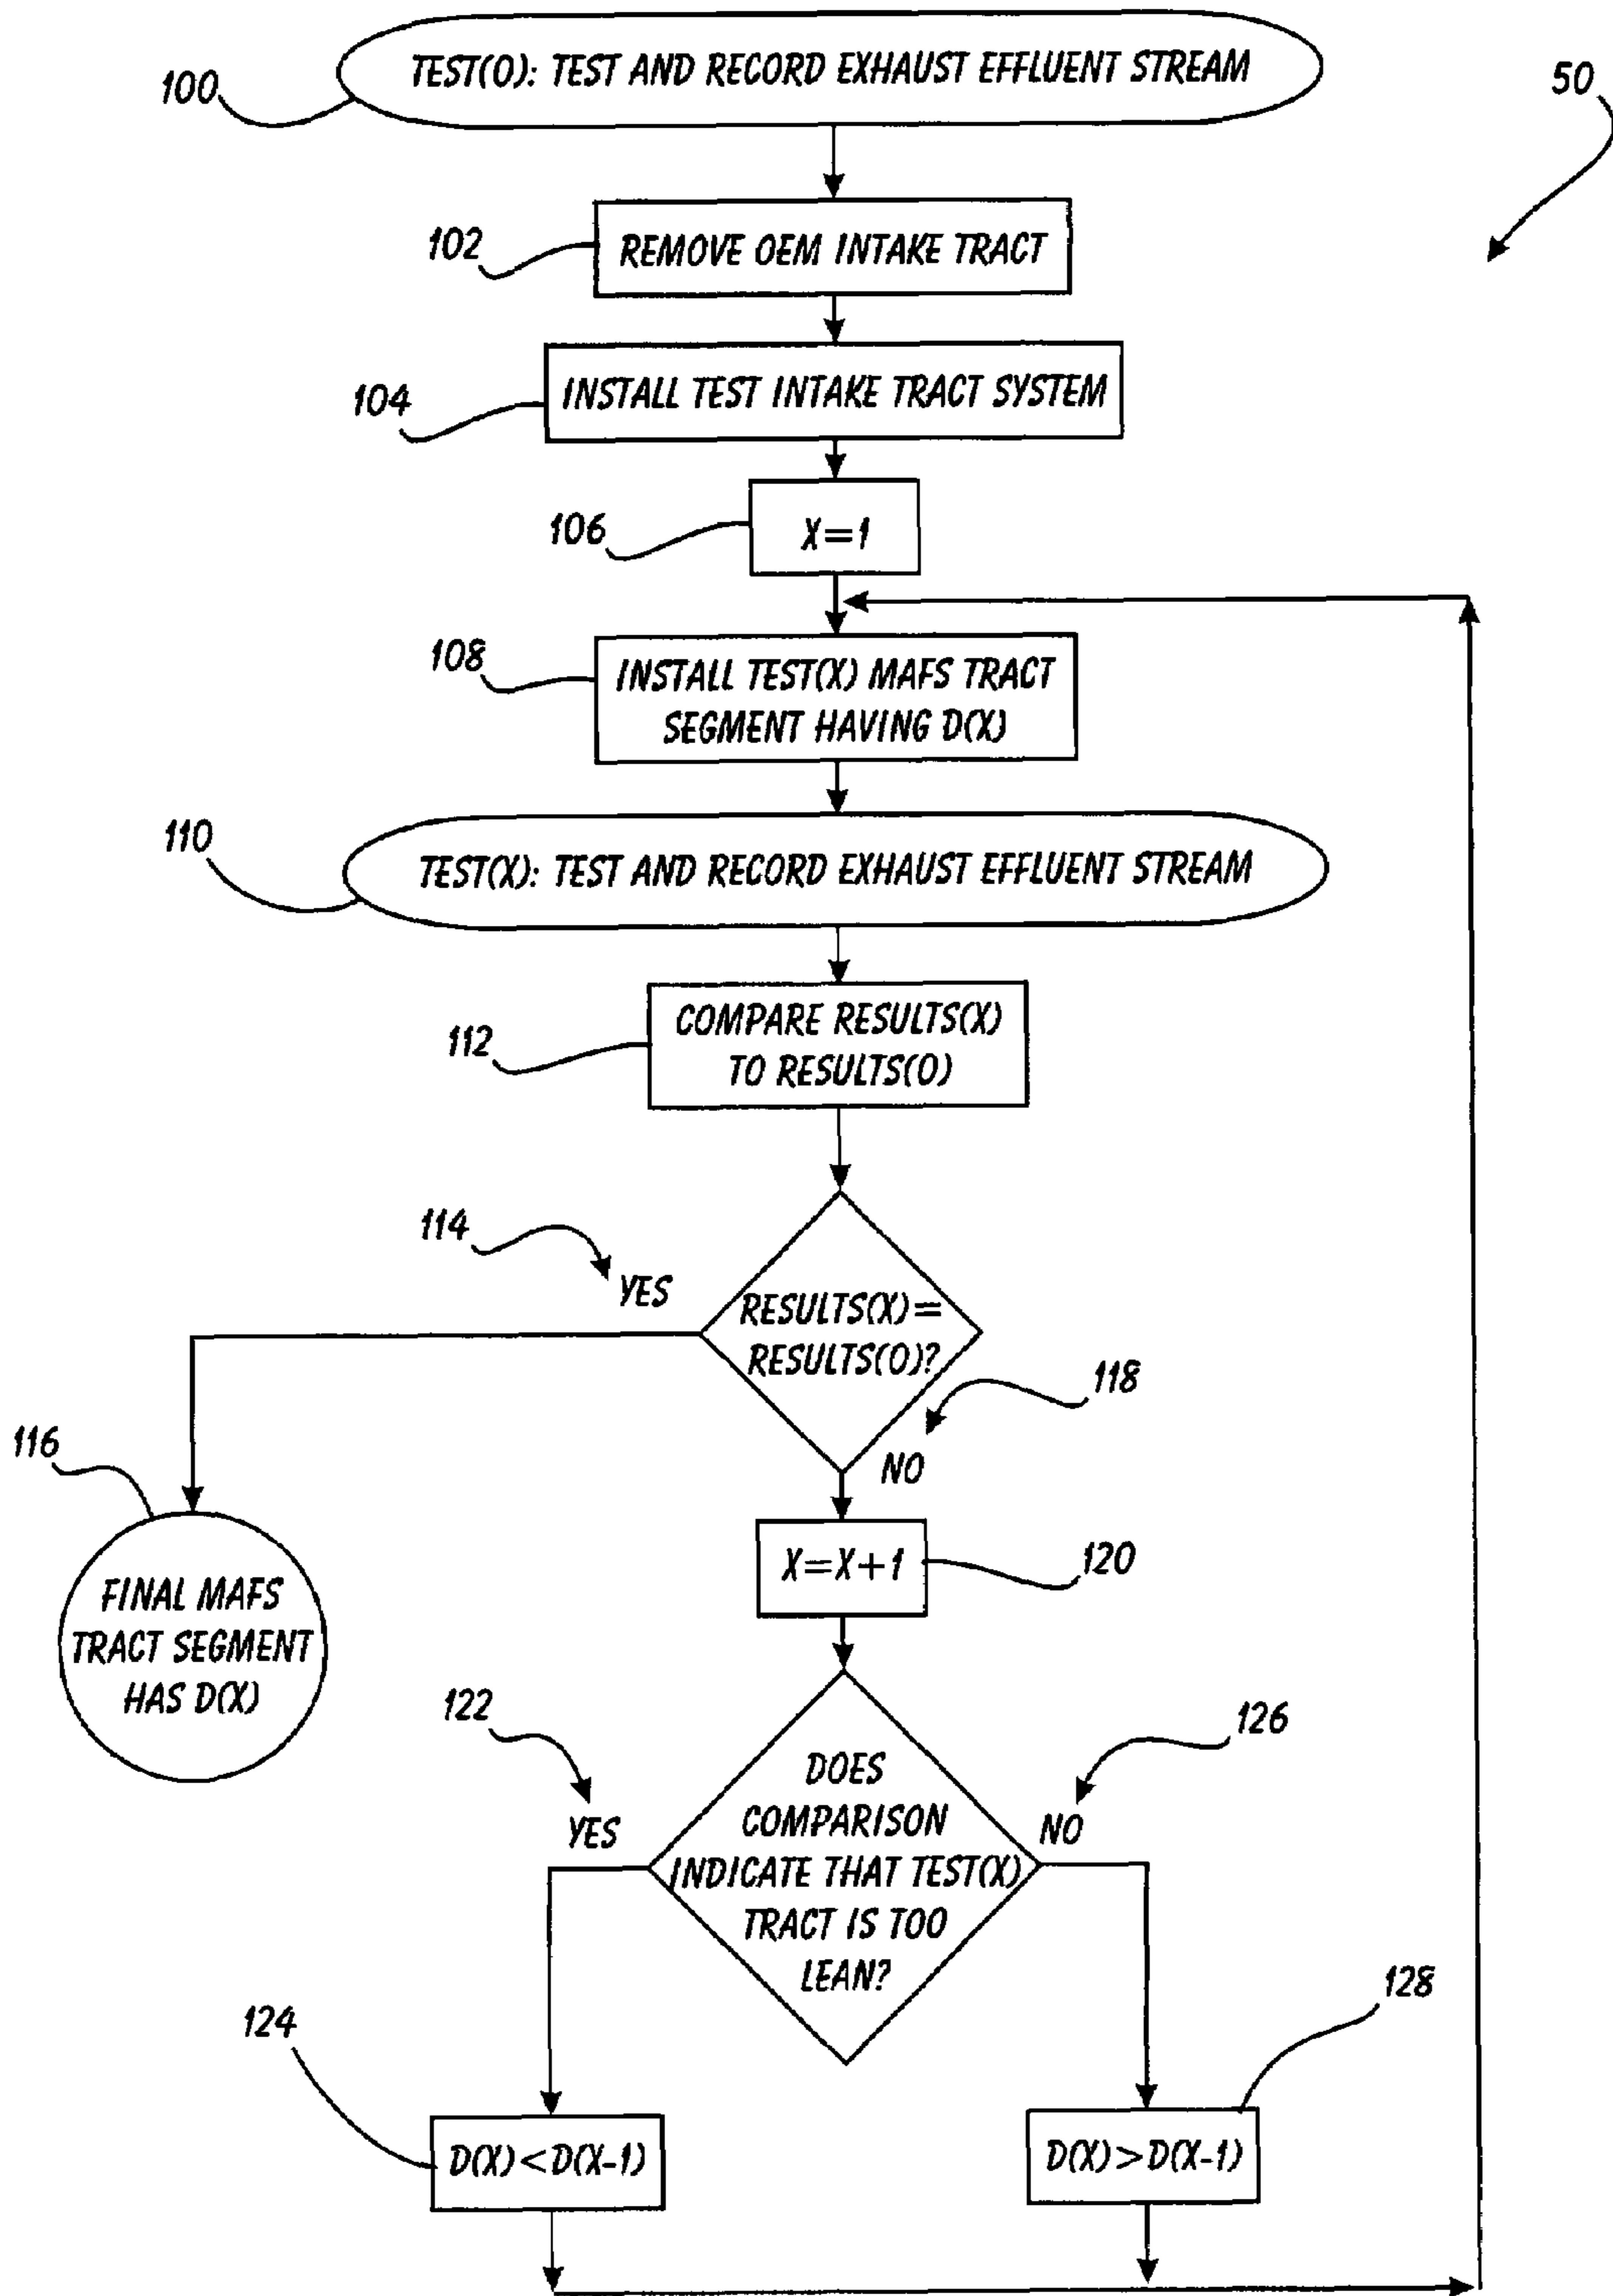 TEST(0): TEST AND RECORD EXHAUST EFFLUENT STREAM
100
50
102
REMOVE OEM INTAKE TRACT
104
INSTALL TEST INTAKE TRACT SYSTEM
106
X=1
108
INSTALL TEST(X) MAFS TRACT
SEGMENT HAVING D(X)
110
TEST(X): TEST AND RECORD EXHAUST EFFLUENT STREAM
112
COMPARE RESULTS(X)
TO RESULTS(0)
114
YES
RESULTS(X)=
RESULTS(0)?
118
NO
116
FINAL MAFS
TRACT SEGMENT
HAS D(X)
X=X+1
120
122
YES
126
NO
DOES
COMPARISON
INDICATE THAT TEST(X)
TRACT IS TOO
LEAN?
124
D(X)<D(X-1)
128
D(X)>D(X-1)